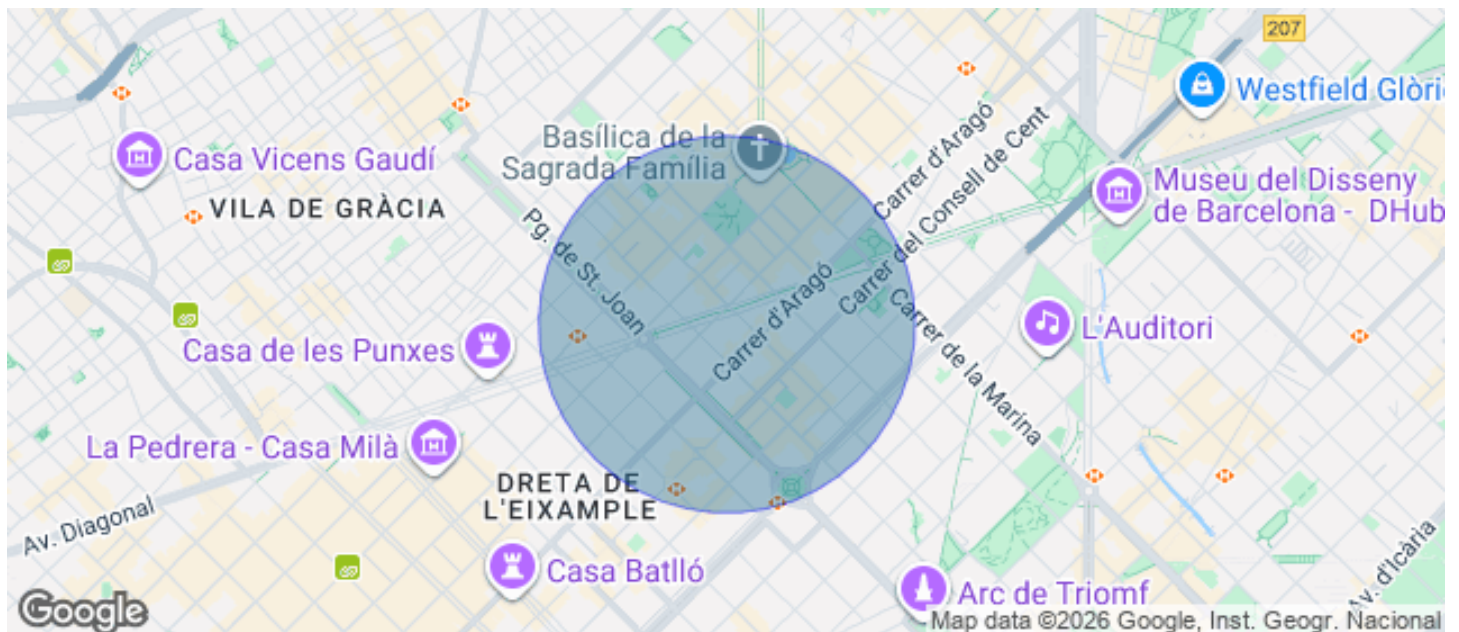 207
Westfield Glòri
Basílica de la
Sagrada Família
Carrer d'Aragó
Carrer del Consell de Cent
Casa Vicens Gaudí
VILA DE GRÀCIA
Museu del Disseny
de Barcelona - DHub
Pg. de St. Joan
Carrer d'Aragó
Carrer de la Marina
L'Auditori
Casa de les Punxes
La Pedrera - Casa Milà
DRETA DE
L'EIXAMPLE
Av. Diagonal
Casa Batlló
Arc de Triomf
Av. d'Icària
Google
Map data ©2026 Google, Inst. Geogr. Nacional